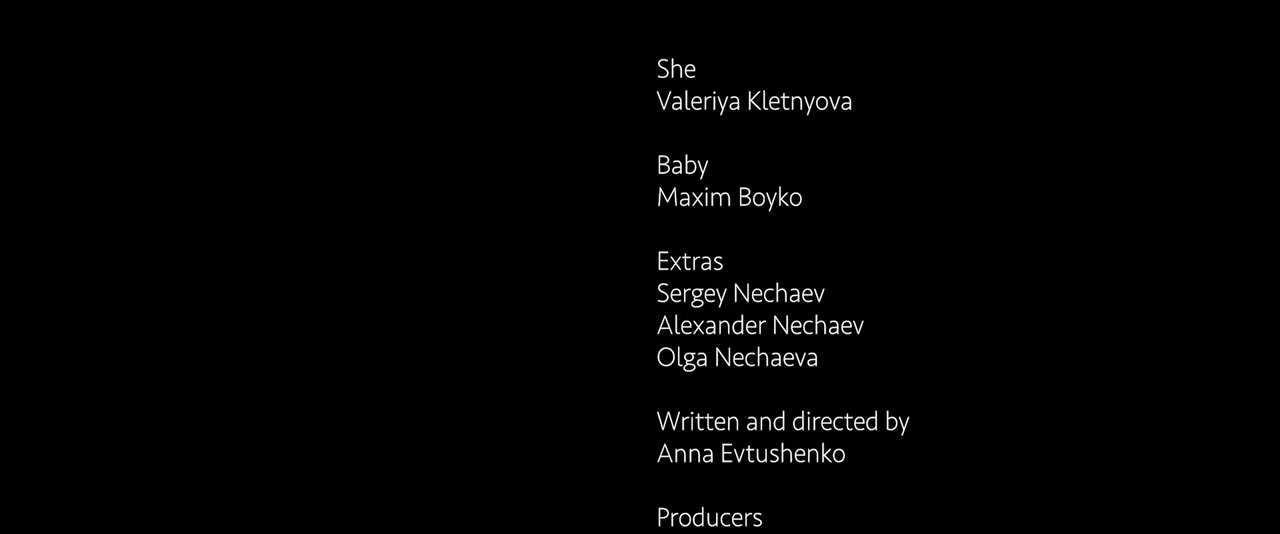 She
Valeriya Kletnyova
Baby
Maxim Boyko
Extras
Sergey Nechaev
Alexander Nechaev
Olga Nechaeva
Written and directed by
Anna Evtushenko
Producers